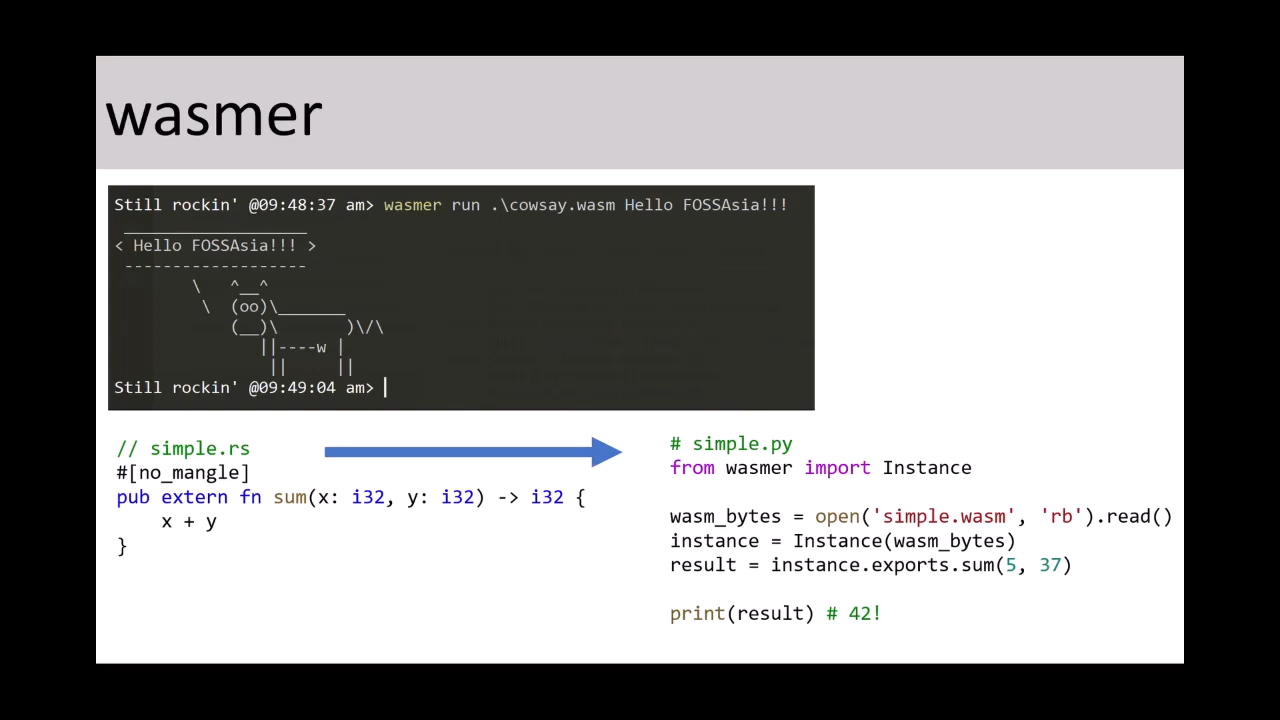 wasmer
Still rockin' @09:48:37 am> wasmer run .\cowsay.wasm Hello FOSSAsia!!!
 ___________________
< Hello FOSSAsia!!! >
 -------------------
        \   ^__^
         \  (oo)\_______
            (__)\       )\/\
               ||----w |
                ||     ||
Still rockin' @09:49:04 am>
// simple.rs
#[no_mangle]
pub extern fn sum(x: i32, y: i32) -> i32 {
    x + y
}
# simple.py
from wasmer import Instance
wasm_bytes = open('simple.wasm', 'rb').read()
instance = Instance(wasm_bytes)
result = instance.exports.sum(5, 37)
print(result) # 42!